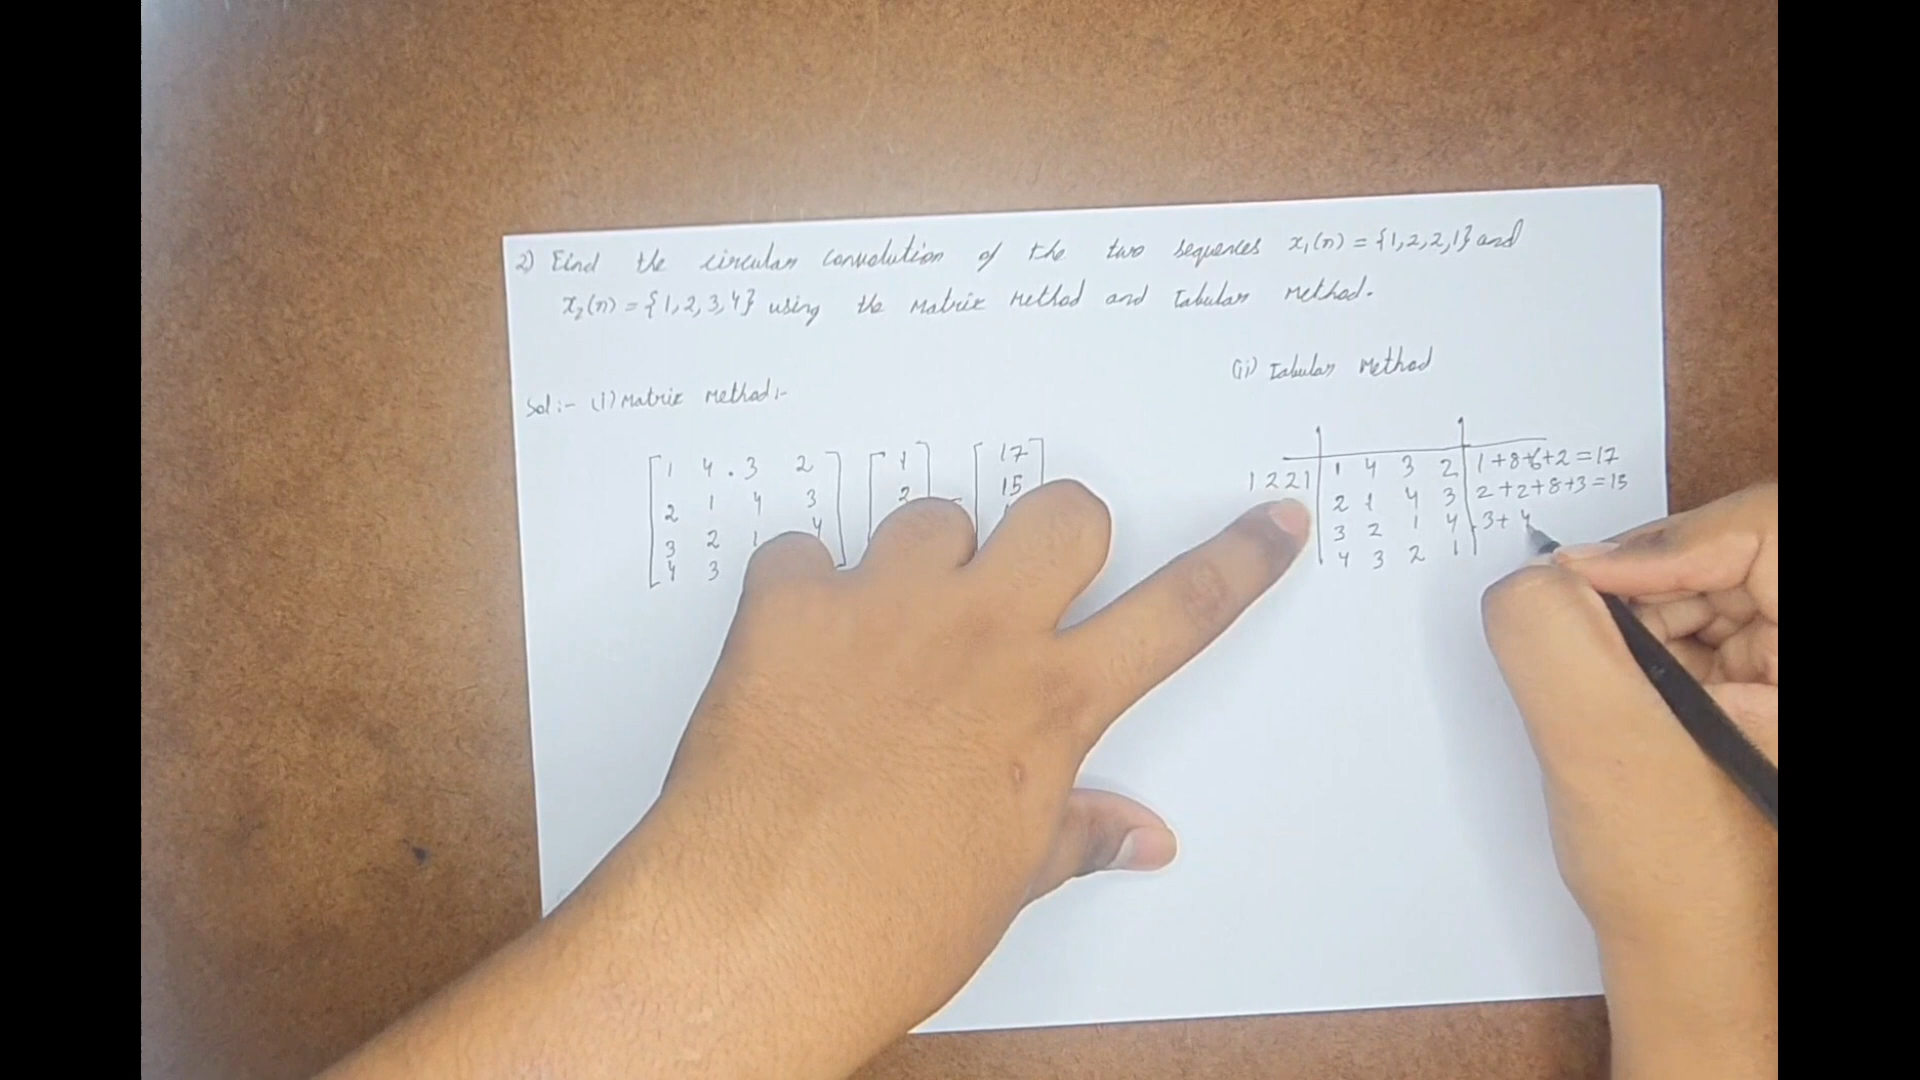 2) Find the circular convolution of the two sequences x₁(n) = {1,2,2,1} and
x₂(n) = {1,2,3,4} using the Matrix Method and Tabular Method.
(ii) Tabular Method
Sol:- (i) Matrix Method:-
1 4 3 2 1 17
2 1 4 3 2 15
3 2 1 4
4 3
1 2 2 1 1 4 3 2 1+8+6+2=17
2 1 4 3 2+2+8+3=15
3 2 1 4 3+4
4 3 2 1